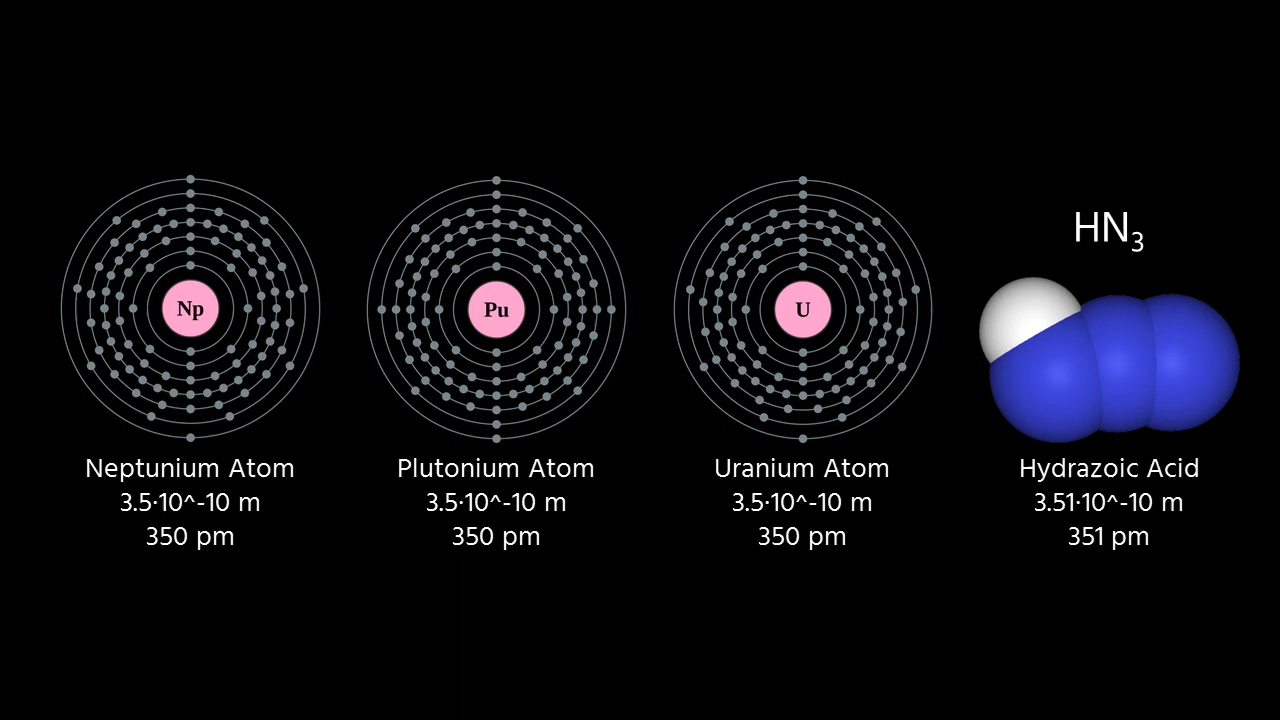 Np
Pu
U
HN₃
Neptunium Atom
3.5·10^-10 m
350 pm
Plutonium Atom
3.5·10^-10 m
350 pm
Uranium Atom
3.5·10^-10 m
350 pm
Hydrazoic Acid
3.51·10^-10 m
351 pm